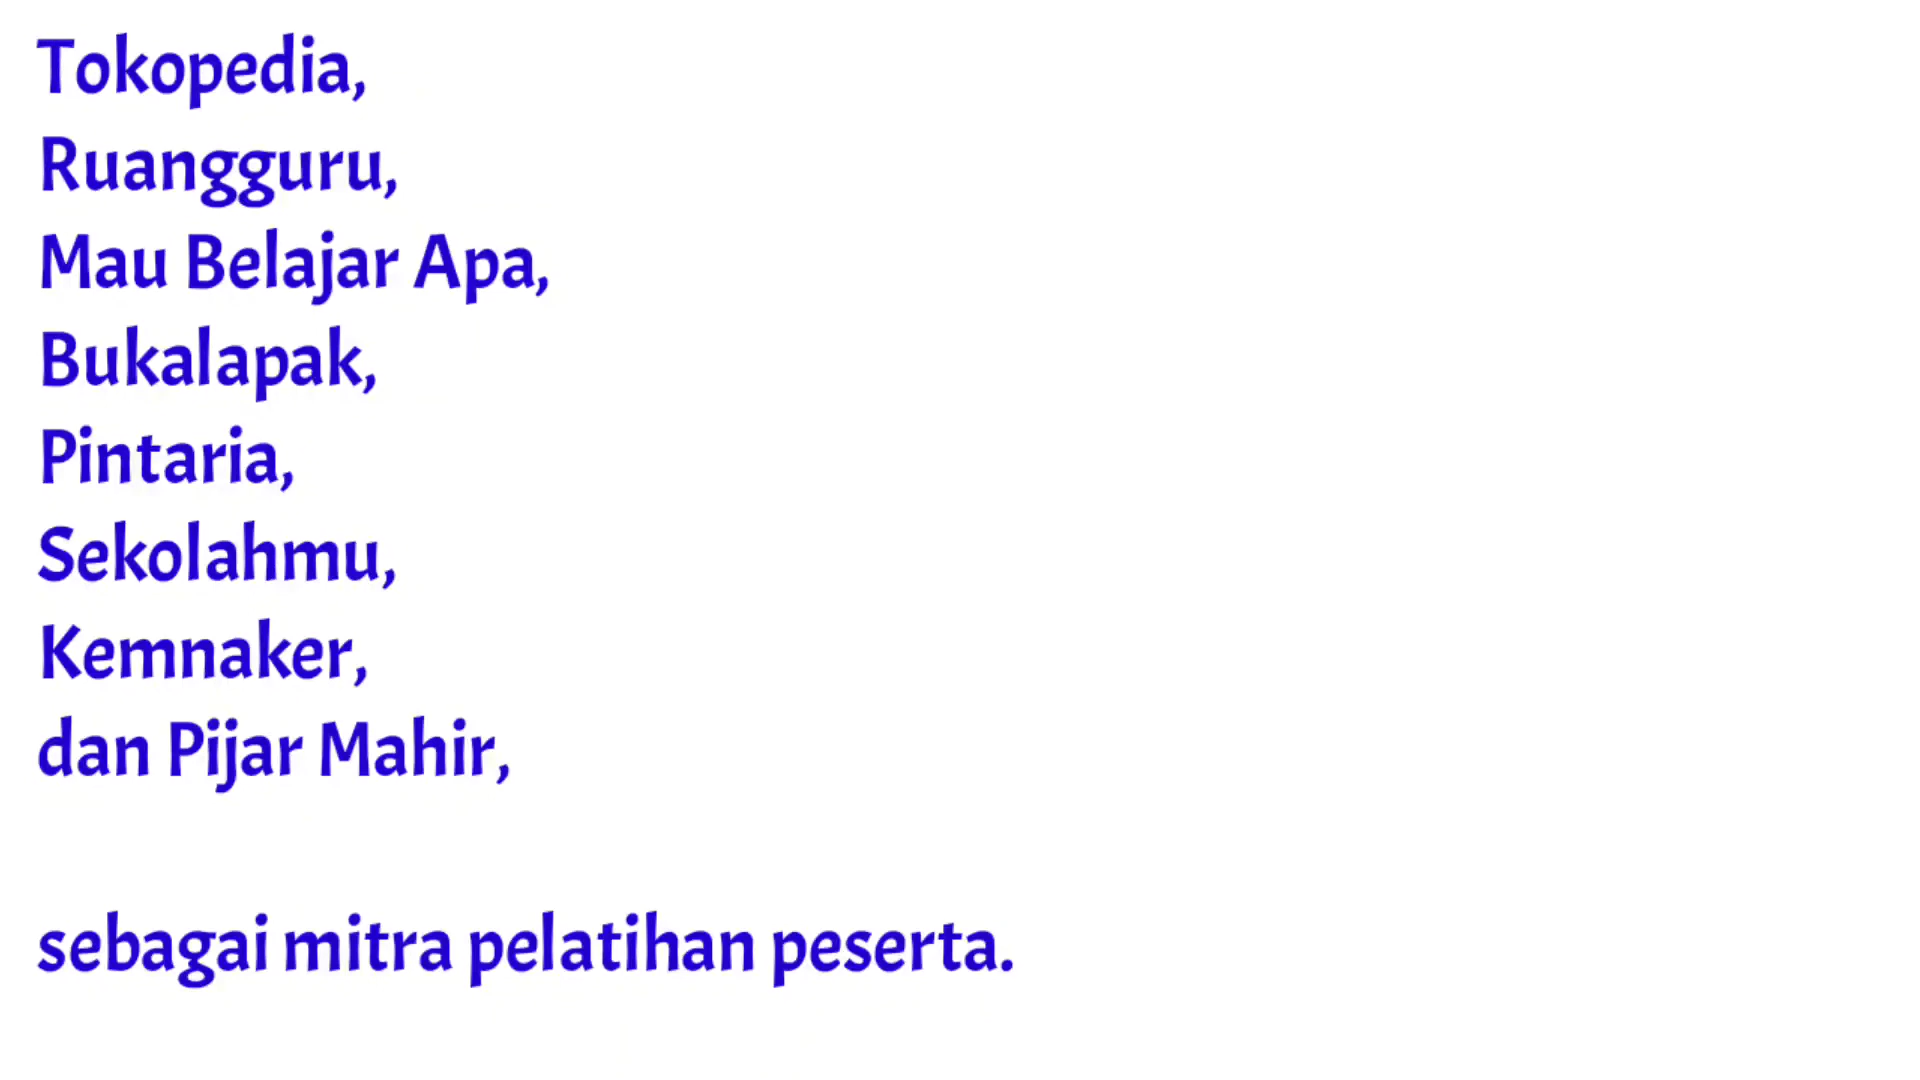 Tokopedia,
Ruangguru,
Mau Belajar Apa,
Bukalapak,
Pintaria,
Sekolahmu,
Kemnaker,
dan Pijar Mahir,
sebagai mitra pelatihan peserta.